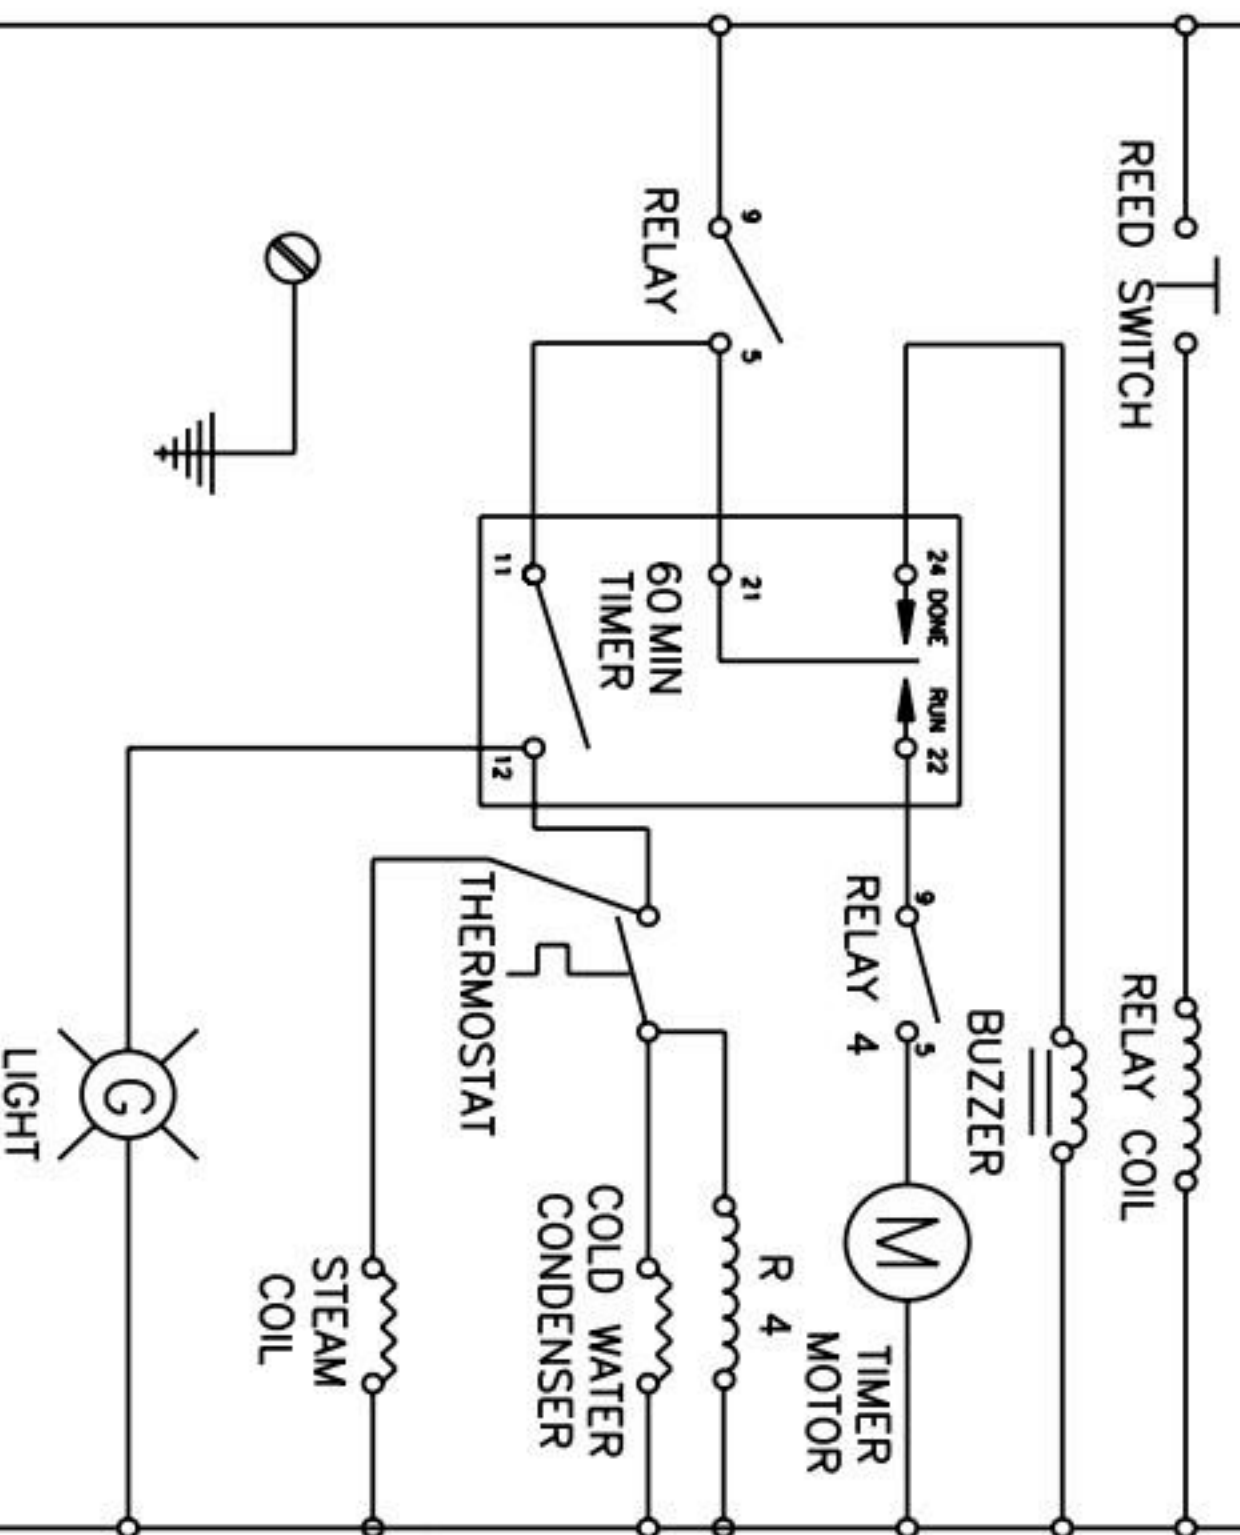 REED SWITCH
RELAY COIL
BUZZER
9
5
RELAY
24 DONE
RUN 22
9
5
RELAY 4
M
TIMER
MOTOR
21
60 MIN
TIMER
11
12
R 4
COLD WATER
CONDENSER
THERMOSTAT
STEAM
COIL
G
LIGHT